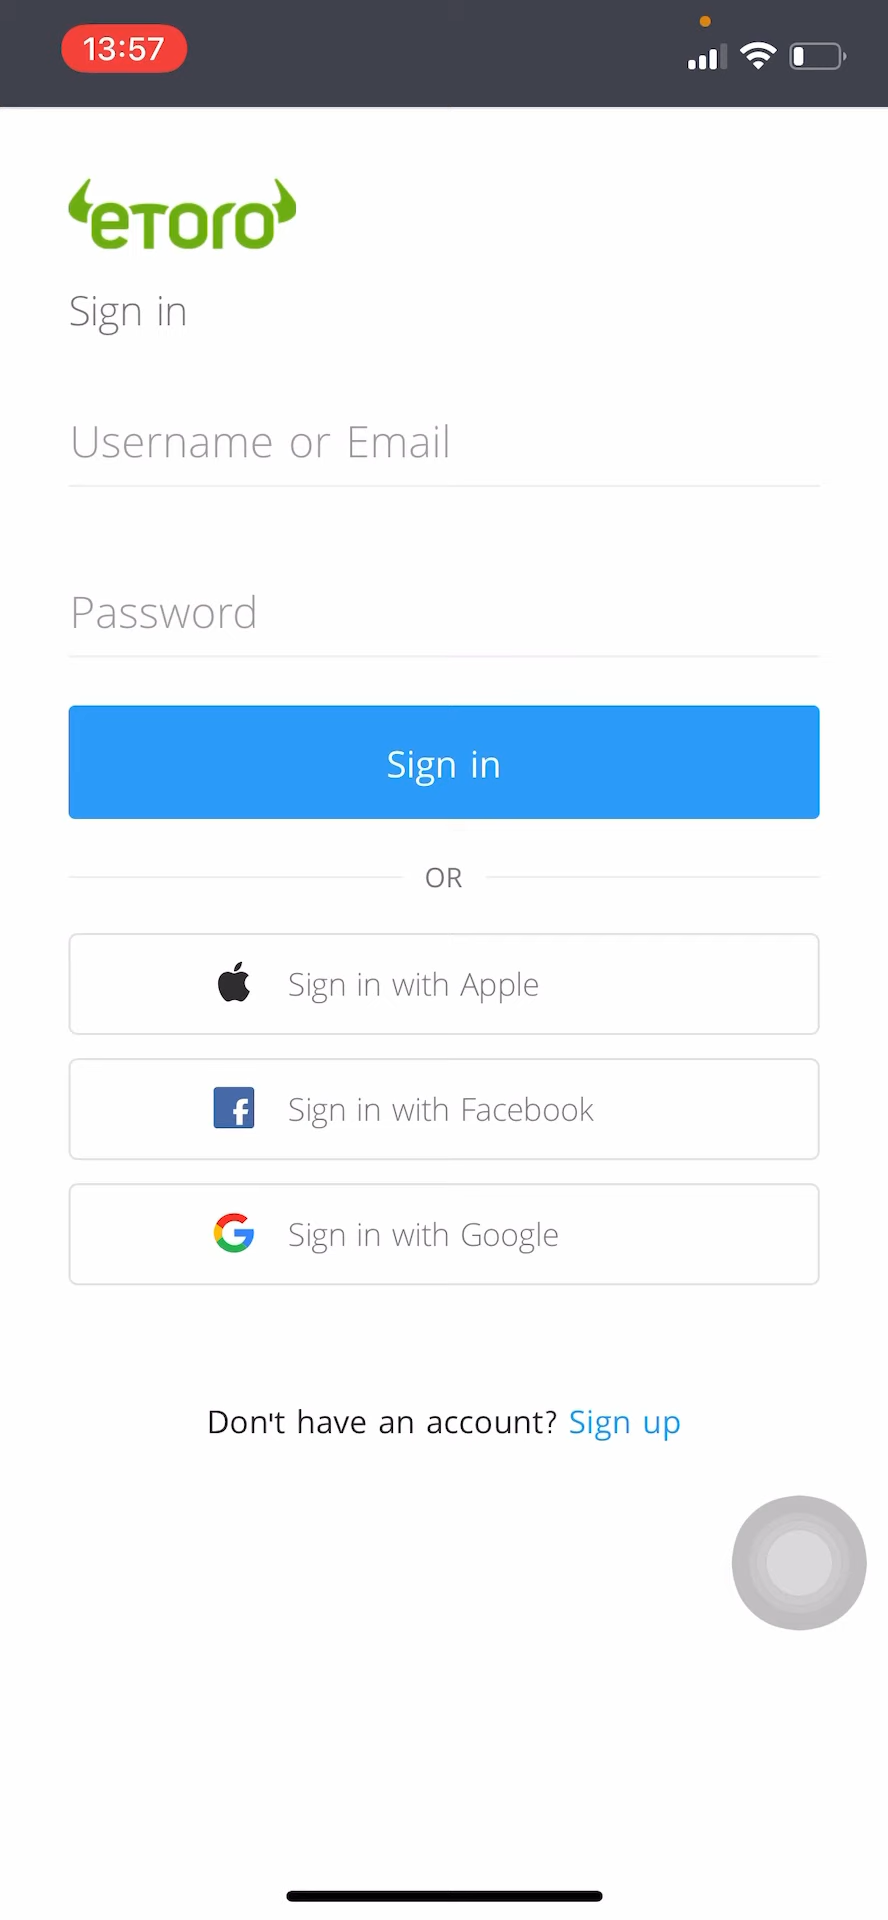 13:57
eToro
Sign in
Username or Email
Password
Sign in
OR
Sign in with Apple
f Sign in with Facebook
G Sign in with Google
Don't have an account? Sign up